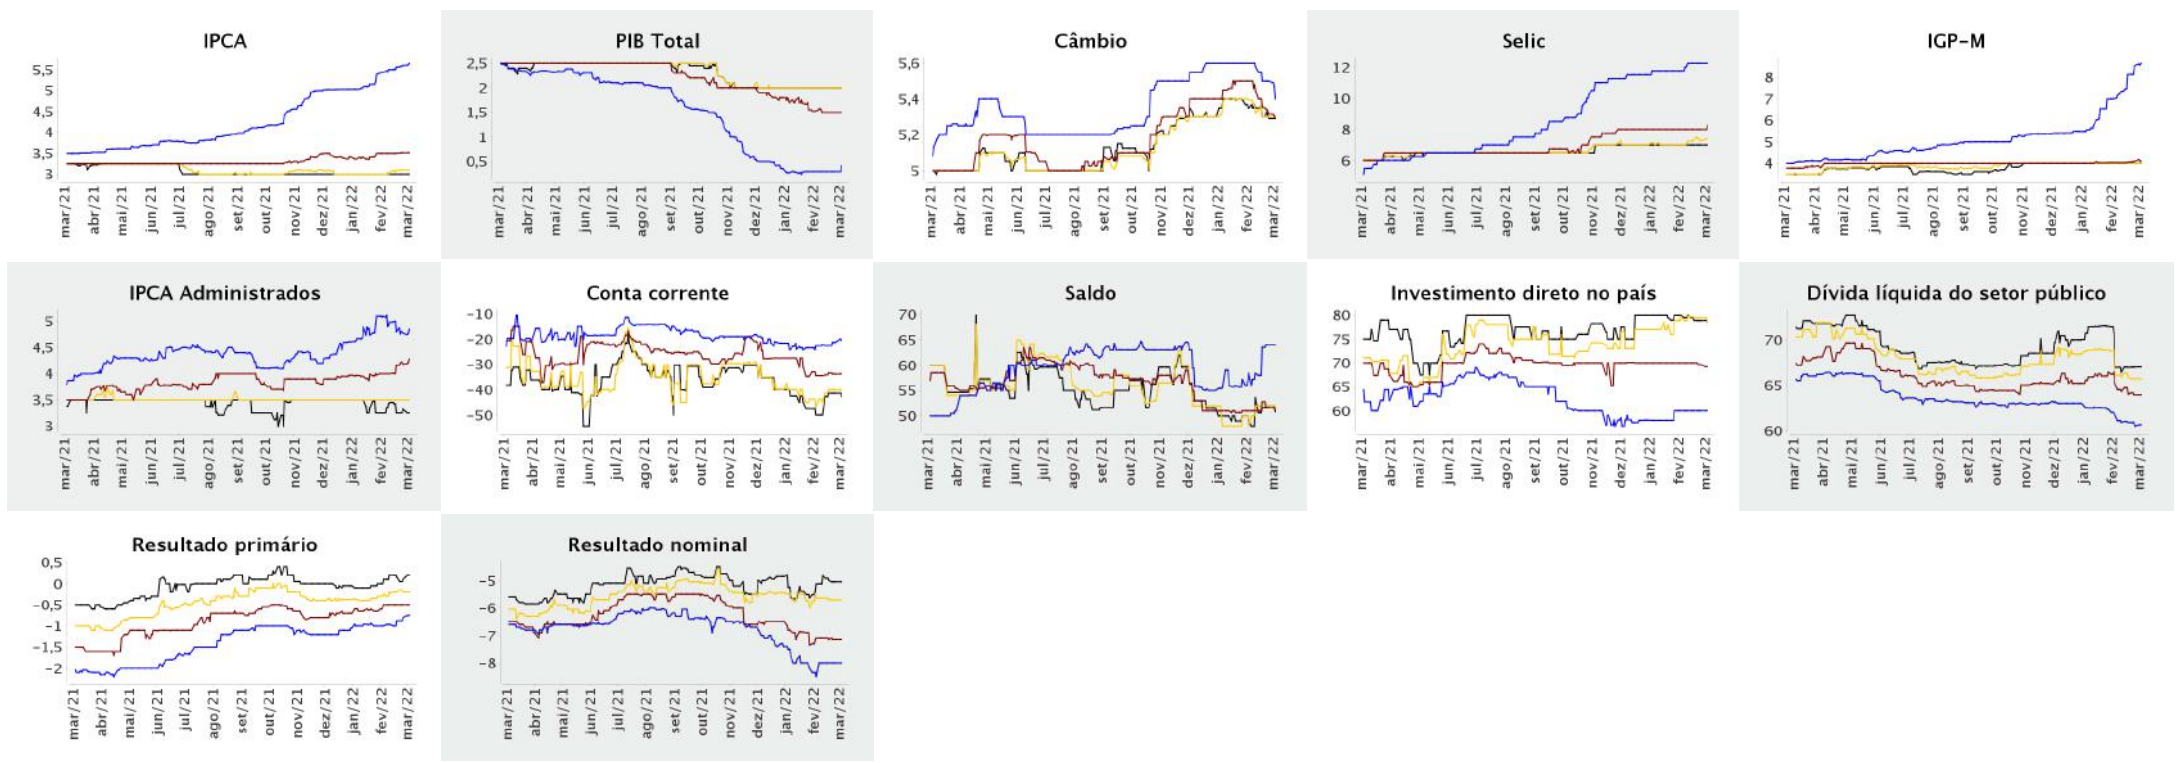 IPCA
5,5
5
4,5
4
3,5
3
mar/21 abr/21 mai/21 jun/21 jul/21 ago/21 set/21 out/21 nov/21 dez/21 jan/22 fev/22 mar/22
PIB Total
2,5
2
1,5
1
0,5
mar/21 abr/21 mai/21 jun/21 jul/21 ago/21 set/21 out/21 nov/21 dez/21 jan/22 fev/22 mar/22
Câmbio
5,6
5,4
5,2
5
mar/21 abr/21 mai/21 jun/21 jul/21 ago/21 set/21 out/21 nov/21 dez/21 jan/22 fev/22 mar/22
Selic
12
10
8
6
mar/21 abr/21 mai/21 jun/21 jul/21 ago/21 set/21 out/21 nov/21 dez/21 jan/22 fev/22 mar/22
IGP-M
8
7
6
5
4
mar/21 abr/21 mai/21 jun/21 jul/21 ago/21 set/21 out/21 nov/21 dez/21 jan/22 fev/22 mar/22
IPCA Administrados
5
4,5
4
3,5
3
mar/21 abr/21 mai/21 jun/21 jul/21 ago/21 set/21 out/21 nov/21 dez/21 jan/22 fev/22 mar/22
Conta corrente
-10
-20
-30
-40
-50
mar/21 abr/21 mai/21 jun/21 jul/21 ago/21 set/21 out/21 nov/21 dez/21 jan/22 fev/22 mar/22
Saldo
70
65
60
55
50
mar/21 abr/21 mai/21 jun/21 jul/21 ago/21 set/21 out/21 nov/21 dez/21 jan/22 fev/22 mar/22
Investimento direto no país
80
75
70
65
60
mar/21 abr/21 mai/21 jun/21 jul/21 ago/21 set/21 out/21 nov/21 dez/21 jan/22 fev/22 mar/22
Dívida líquida do setor público
70
65
60
mar/21 abr/21 mai/21 jun/21 jul/21 ago/21 set/21 out/21 nov/21 dez/21 jan/22 fev/22 mar/22
Resultado primário
0,5
0
-0,5
-1
-1,5
-2
mar/21 abr/21 mai/21 jun/21 jul/21 ago/21 set/21 out/21 nov/21 dez/21 jan/22 fev/22 mar/22
Resultado nominal
-5
-6
-7
-8
mar/21 abr/21 mai/21 jun/21 jul/21 ago/21 set/21 out/21 nov/21 dez/21 jan/22 fev/22 mar/22